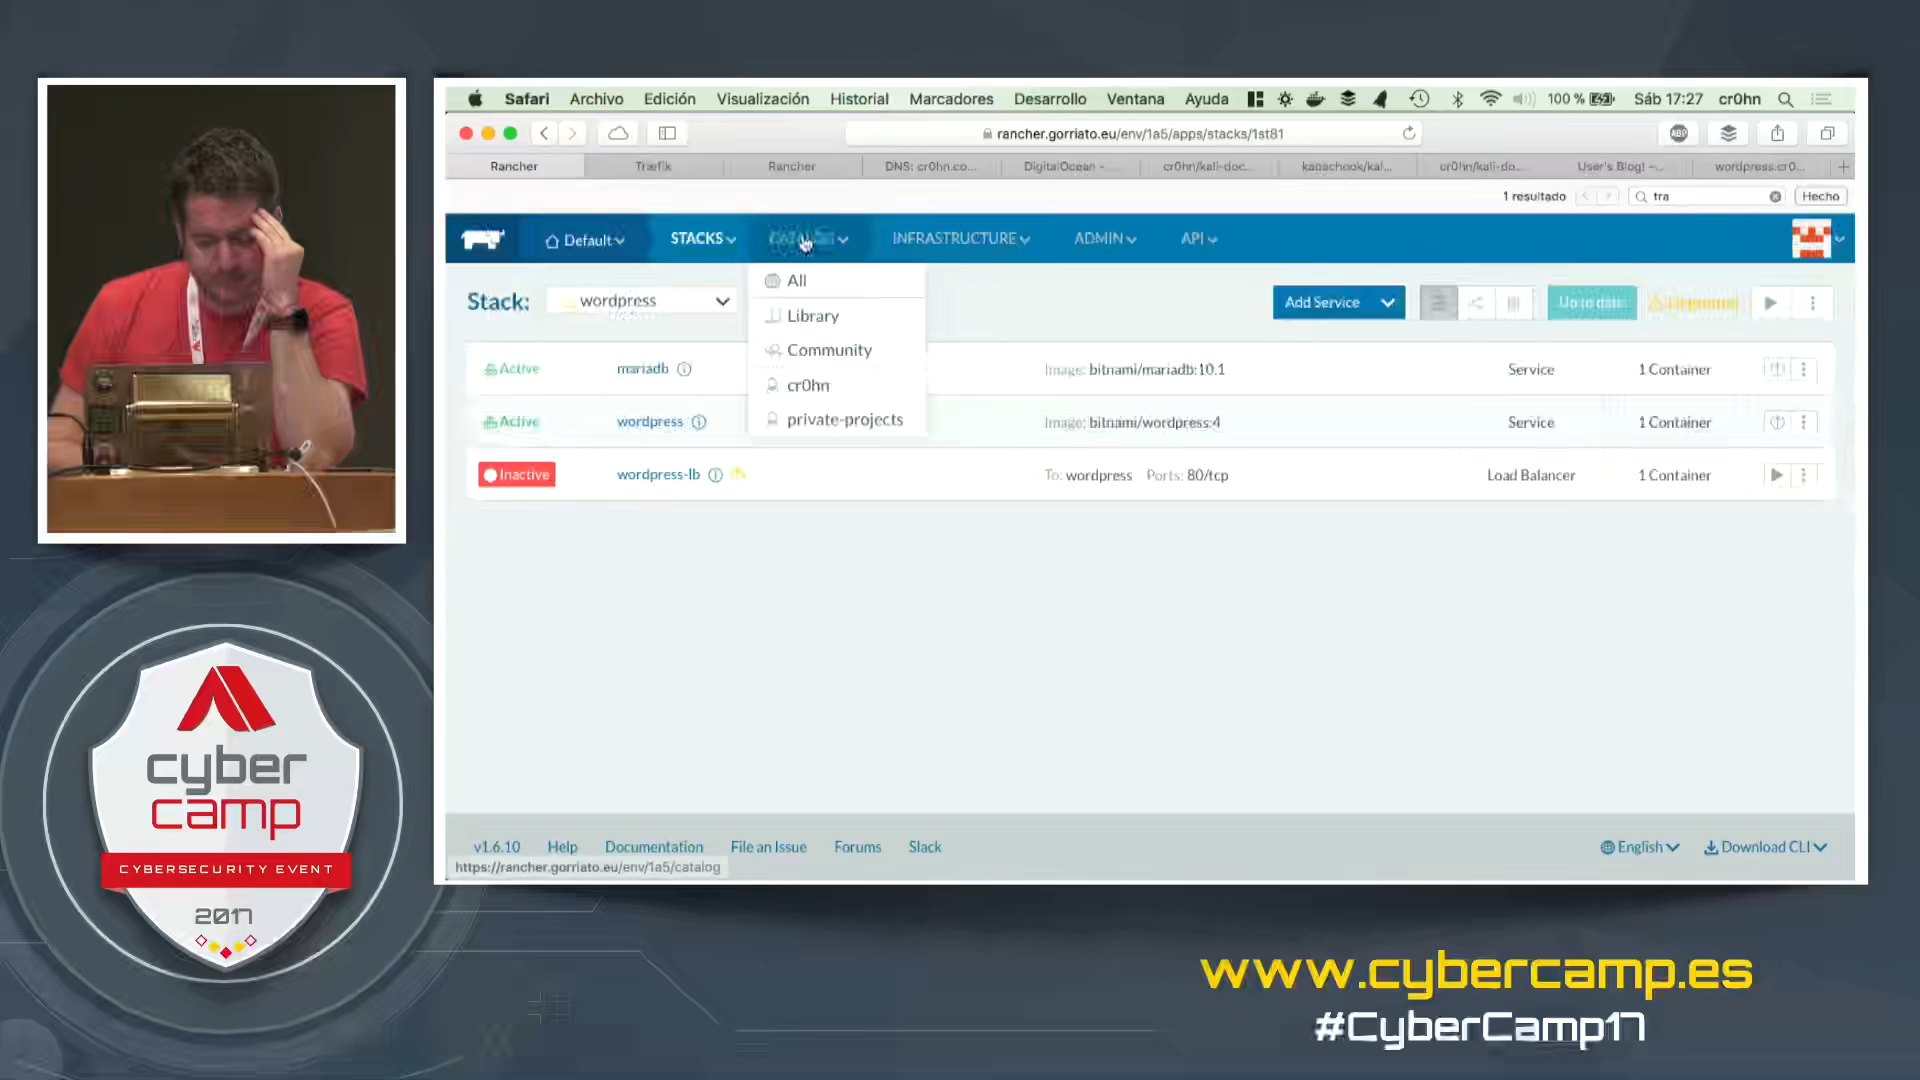 Safari Archivo Edición Visualización Historial Marcadores Desarrollo Ventana Ayuda 100 % Sáb 17:27 cr0hn
rancher.gorriato.eu/env/1a5/apps/stacks/1st81 ABP
Rancher Træfik Rancher DNS: cr0hn.co... DigitalOcean -... cr0hn/kali-doc... cr0hn/kali-do... User's Blog! –... wordpress.cr0...
1 resultado tra Hecho
Default STACKS INFRASTRUCTURE ADMIN API
All
Library
Community
cr0hn
private-projects
Stack: wordpress Add Service Up to date
Active mariadb Image: bitnami/mariadb:10.1 Service 1 Container
Active wordpress Image: bitnami/wordpress:4 Service 1 Container
Inactive wordpress-lb To: wordpress Ports: 80/tcp Load Balancer 1 Container
v1.6.10 Help Documentation File an Issue Forums Slack English Download CLI
https://rancher.gorriato.eu/env/1a5/catalog
cyber
camp
CYBERSECURITY EVENT
2017
www.cybercamp.es
#CyberCamp17